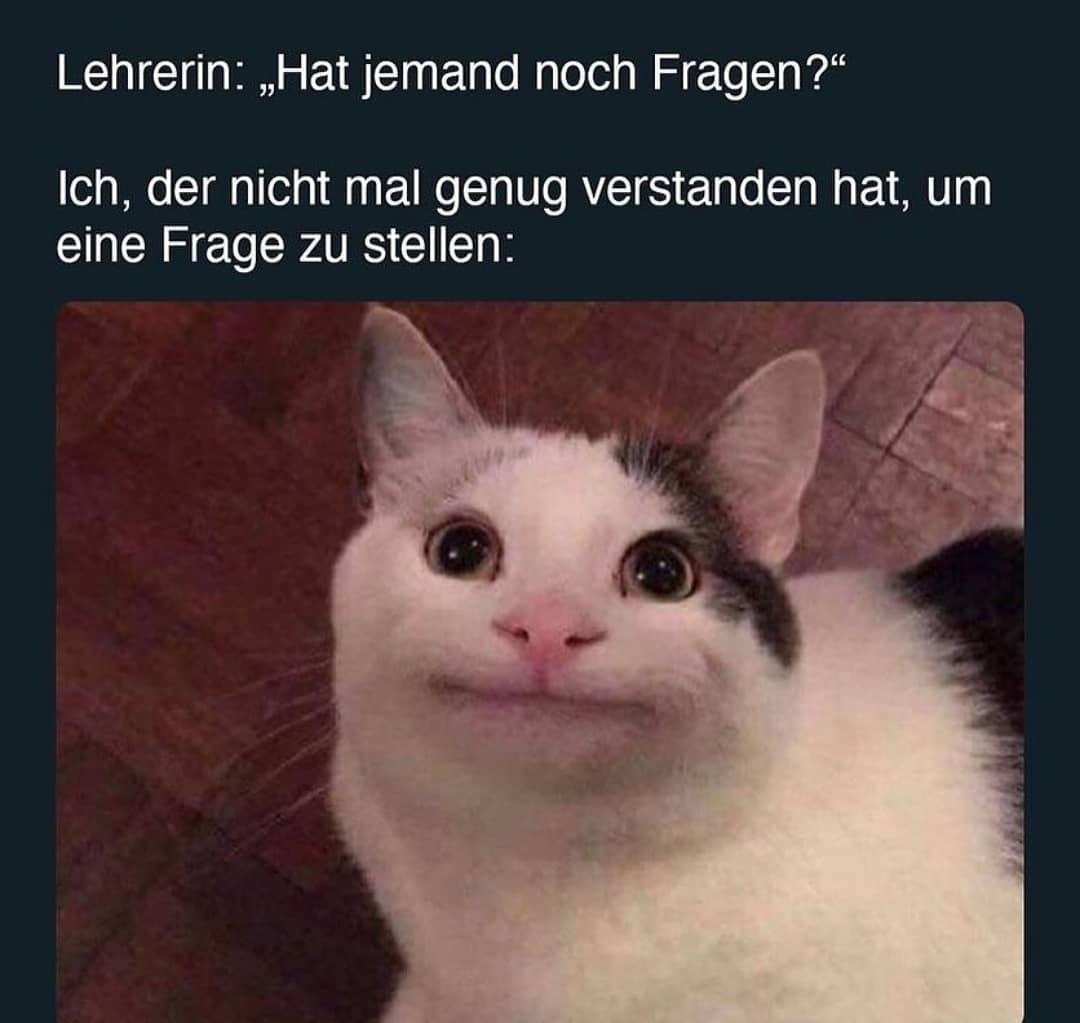 Lehrerin: „Hat jemand noch Fragen?“
Ich, der nicht mal genug verstanden hat, um
eine Frage zu stellen: